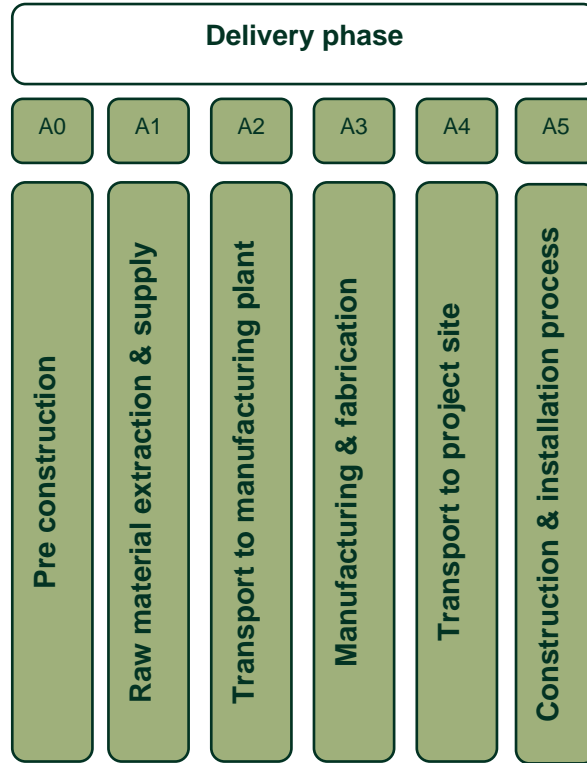 Delivery phase
A0
A1
A2
A3
A4
A5
Pre construction
Raw material extraction & supply
Transport to manufacturing plant
Manufacturing & fabrication
Transport to project site
Construction & installation process